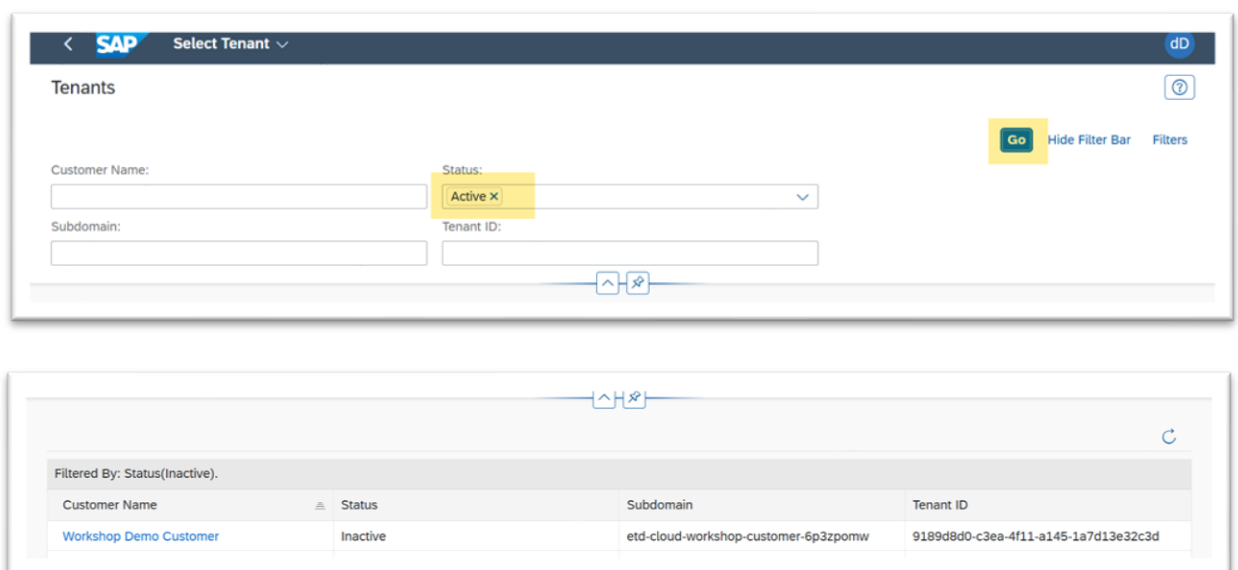 SAP Select Tenant dD
Tenants
Go Hide Filter Bar Filters
Customer Name: Status:
Active
Subdomain: Tenant ID:
Filtered By: Status(Inactive).
Customer Name Status Subdomain Tenant ID
Workshop Demo Customer Inactive etd-cloud-workshop-customer-6p3zpomw 9189d8d0-c3ea-4f11-a145-1a7d13e32c3d